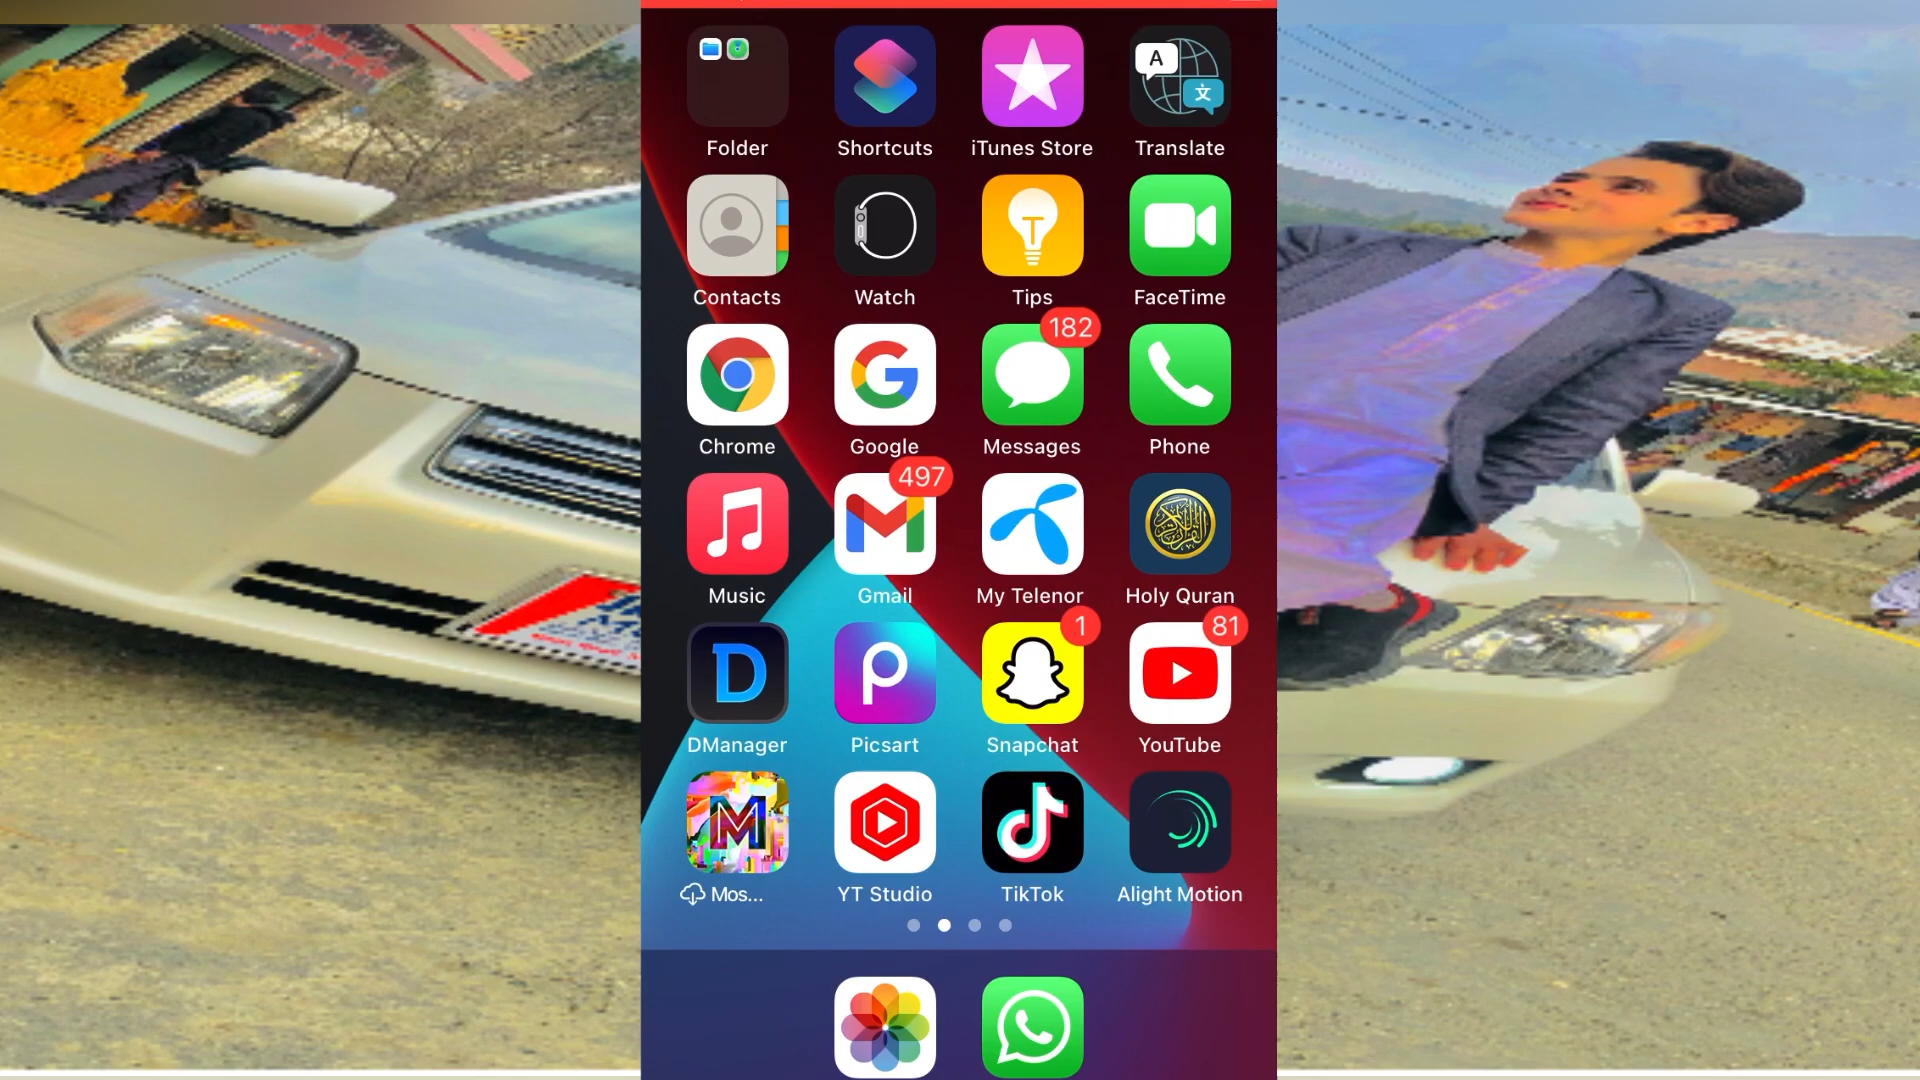 A
文
Folder Shortcuts iTunes Store Translate
T
Contacts Watch Tips FaceTime
182
G
Chrome Google Messages Phone
497
Music Gmail My Telenor Holy Quran
1 81
D P
DManager Picsart Snapchat YouTube
M
Mos... YT Studio TikTok Alight Motion